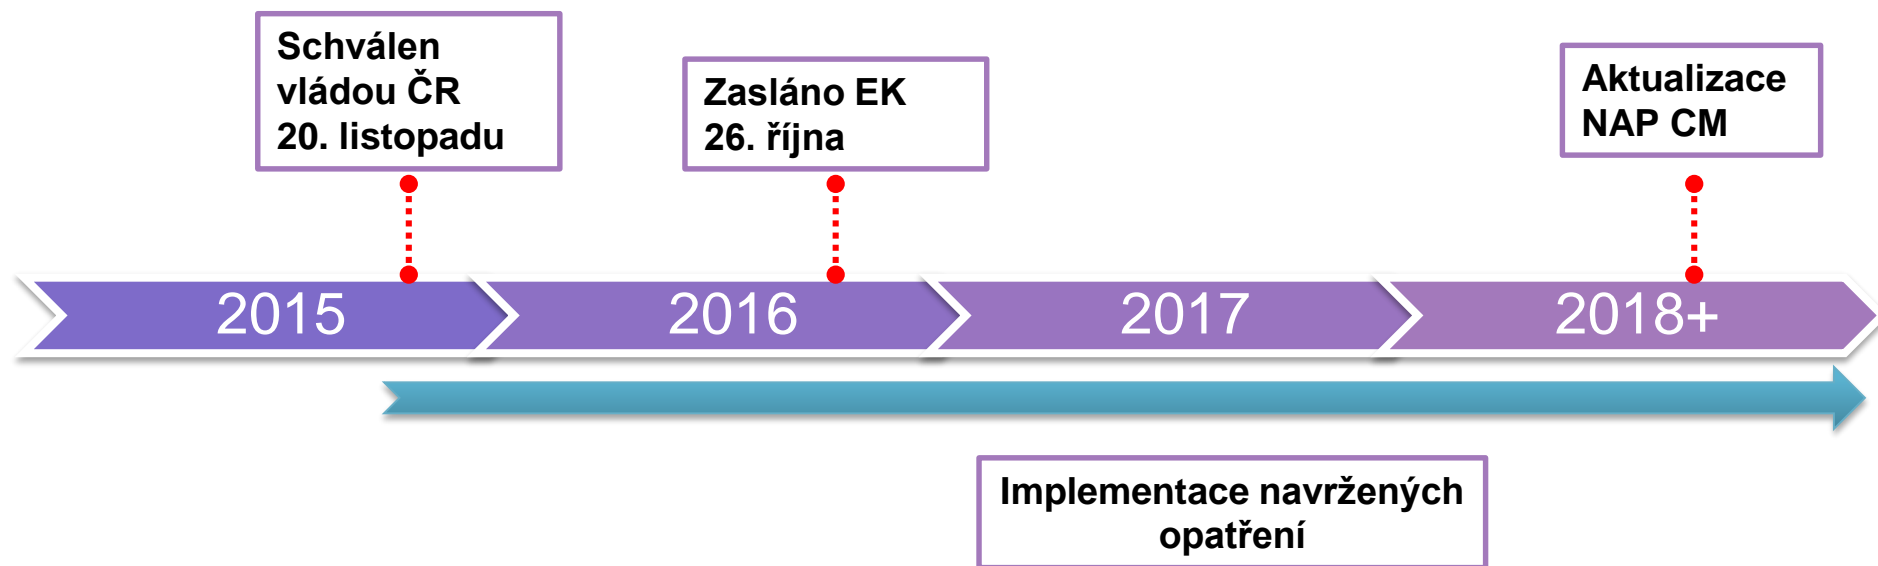 Schválen
vládou ČR
20. listopadu
Zasláno EK
26. října
Aktualizace
NAP CM
2015
2016
2017
2018+
Implementace navržených
opatření